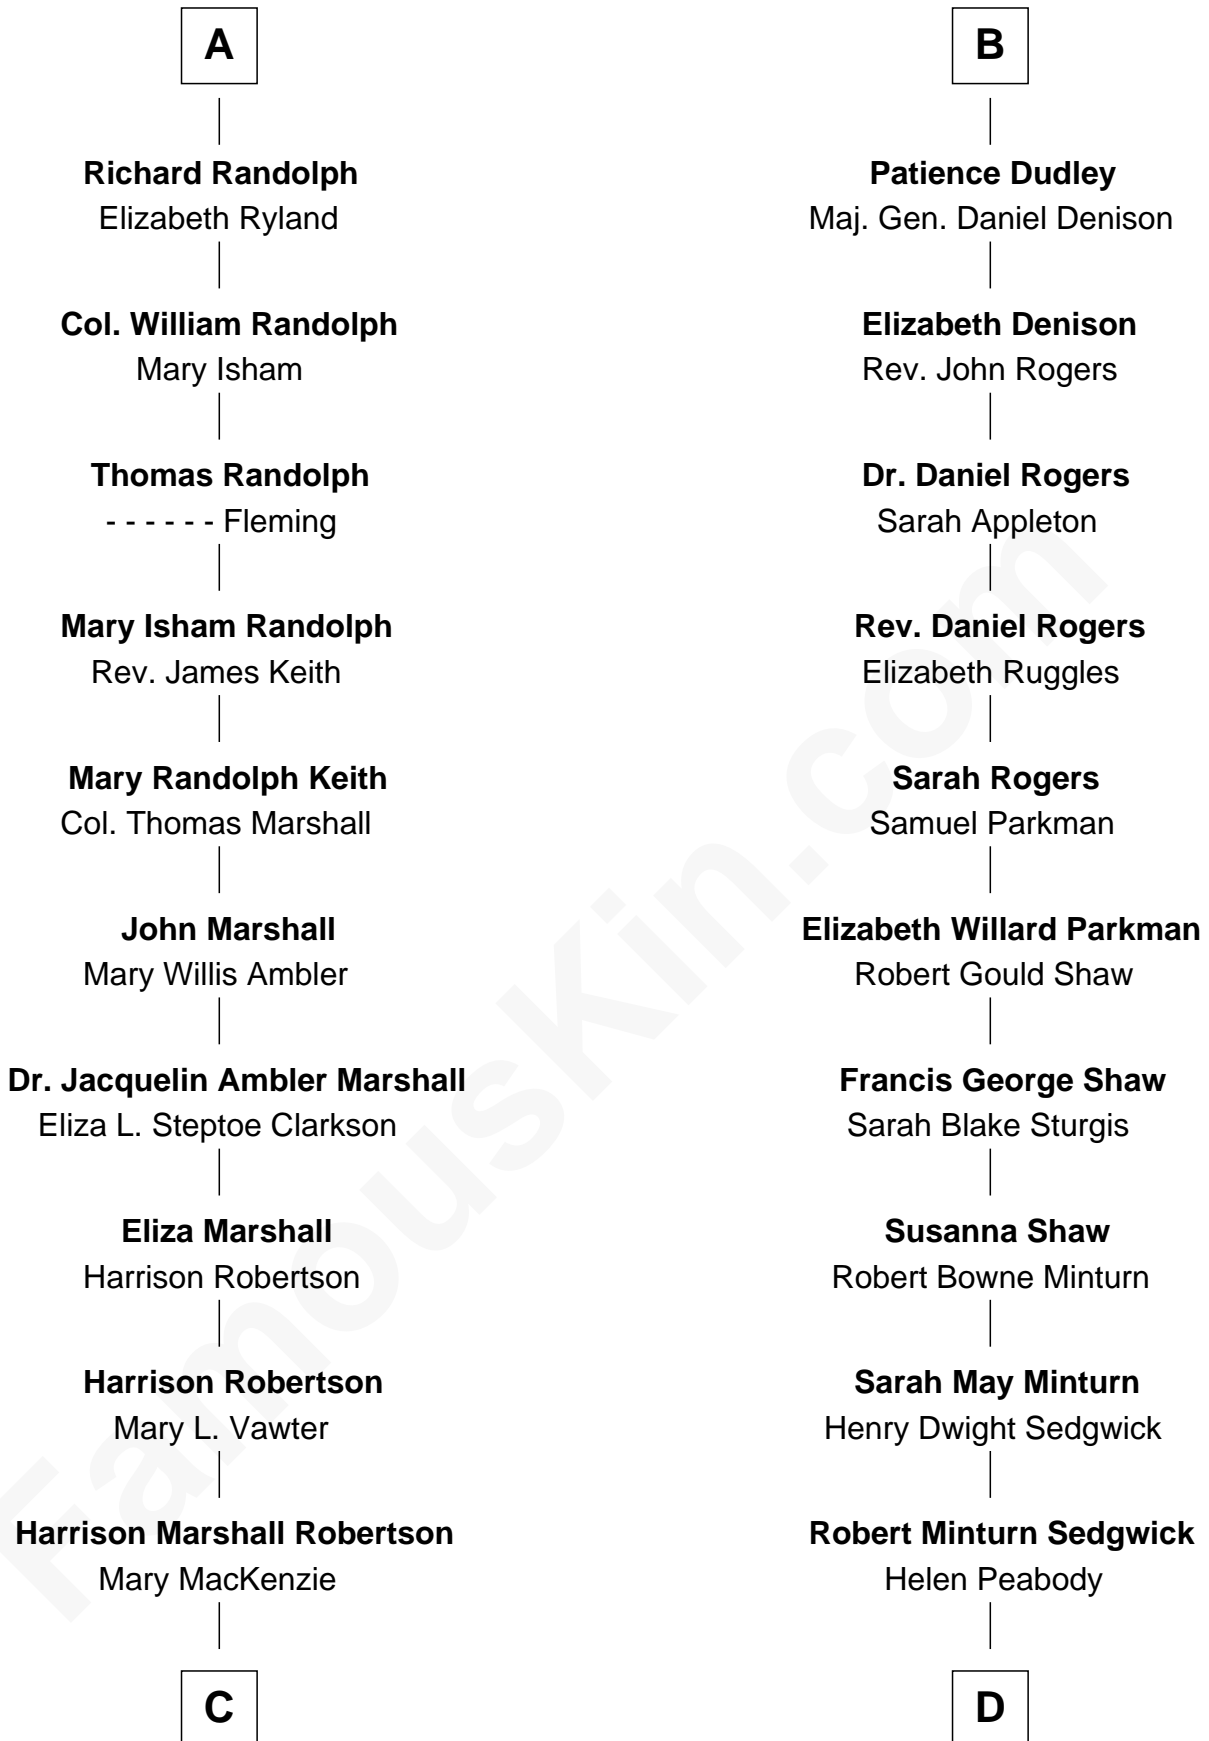 A
Richard Randolph
Elizabeth Ryland
Col. William Randolph
Mary Isham
Thomas Randolph
- - - - - - Fleming
Mary Isham Randolph
Rev. James Keith
Mary Randolph Keith
Col. Thomas Marshall
John Marshall
Mary Willis Ambler
Dr. Jacquelin Ambler Marshall
Eliza L. Steptoe Clarkson
Eliza Marshall
Harrison Robertson
Harrison Robertson
Mary L. Vawter
Harrison Marshall Robertson
Mary MacKenzie
C
B
Patience Dudley
Maj. Gen. Daniel Denison
Elizabeth Denison
Rev. John Rogers
Dr. Daniel Rogers
Sarah Appleton
Rev. Daniel Rogers
Elizabeth Ruggles
Sarah Rogers
Samuel Parkman
Elizabeth Willard Parkman
Robert Gould Shaw
Francis George Shaw
Sarah Blake Sturgis
Susanna Shaw
Robert Bowne Minturn
Sarah May Minturn
Henry Dwight Sedgwick
Robert Minturn Sedgwick
Helen Peabody
D
FamousKin.com